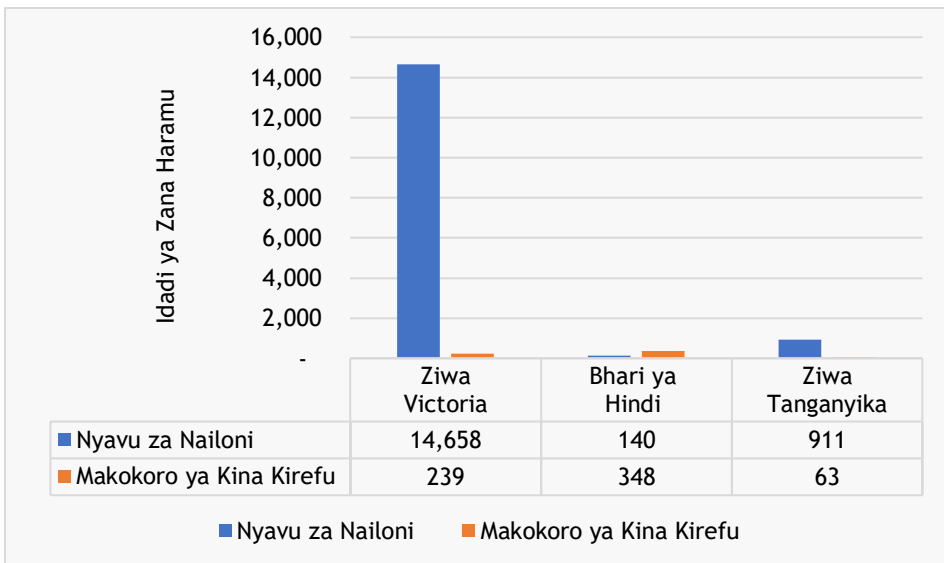 16,000
14,000
12,000
10,000
8,000
6,000
4,000
2,000
-
Idadi ya Zana Haramu
Ziwa Victoria Bhari ya Hindi Ziwa Tanganyika
Nyavu za Nailoni 14,658 140 911
Makokoro ya Kina Kirefu 239 348 63
Nyavu za Nailoni Makokoro ya Kina Kirefu